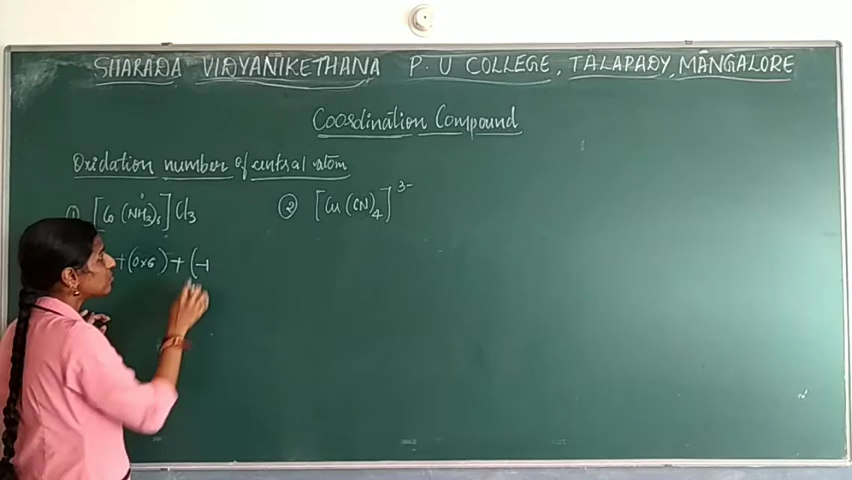 SHARADA VIDYANIKETHANA P.U COLLEGE, TALAPADY, MANGALORE
Coordination Compound
Oxidation number of central atom
① [Co(NH₃)₆]Cl₃
② [Cu(CN)₄]³⁻
+(0×6)+(-1